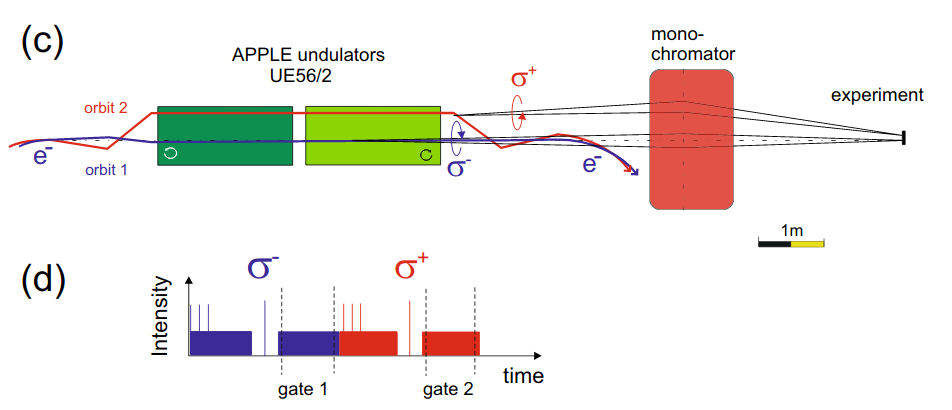 (c)
APPLE undulators
UE56/2
mono-
chromator
σ+
orbit 2
experiment
e-
orbit 1
σ-
e-
1m
(d)
σ-
σ+
Intensity
time
gate 1
gate 2